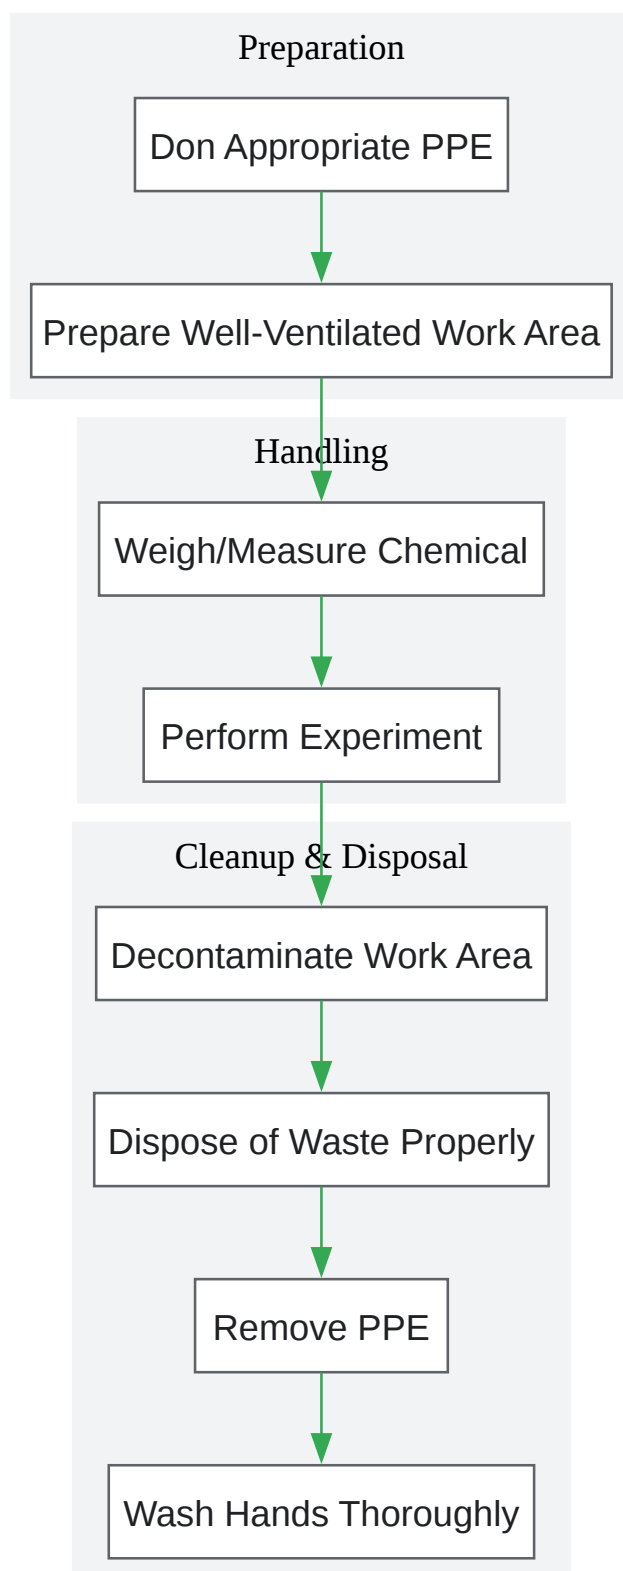 Preparation
Don Appropriate PPE
Prepare Well-Ventilated Work Area
Handling
Weigh/Measure Chemical
Perform Experiment
Cleanup & Disposal
Decontaminate Work Area
Dispose of Waste Properly
Remove PPE
Wash Hands Thoroughly